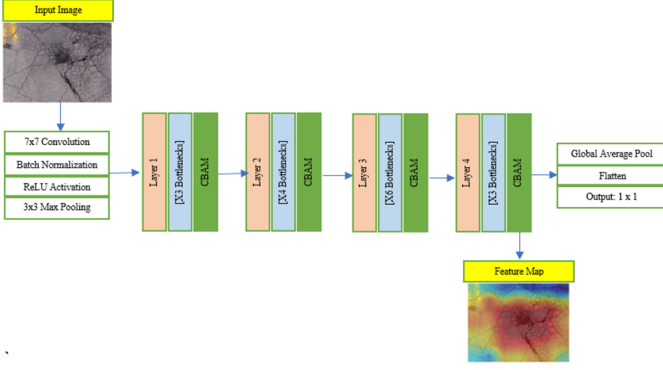 Input Image
7x7 Convolution
Batch Normalization
ReLU Activation
3x3 Max Pooling
Layer 1
[X3 Bottlenecks]
CBAM
Layer 2
[X4 Bottlenecks]
CBAM
Layer 3
[X6 Bottlenecks]
CBAM
Layer 4
[X3 Bottlenecks]
CBAM
Global Average Pool
Flatten
Output: 1 x 1
Feature Map